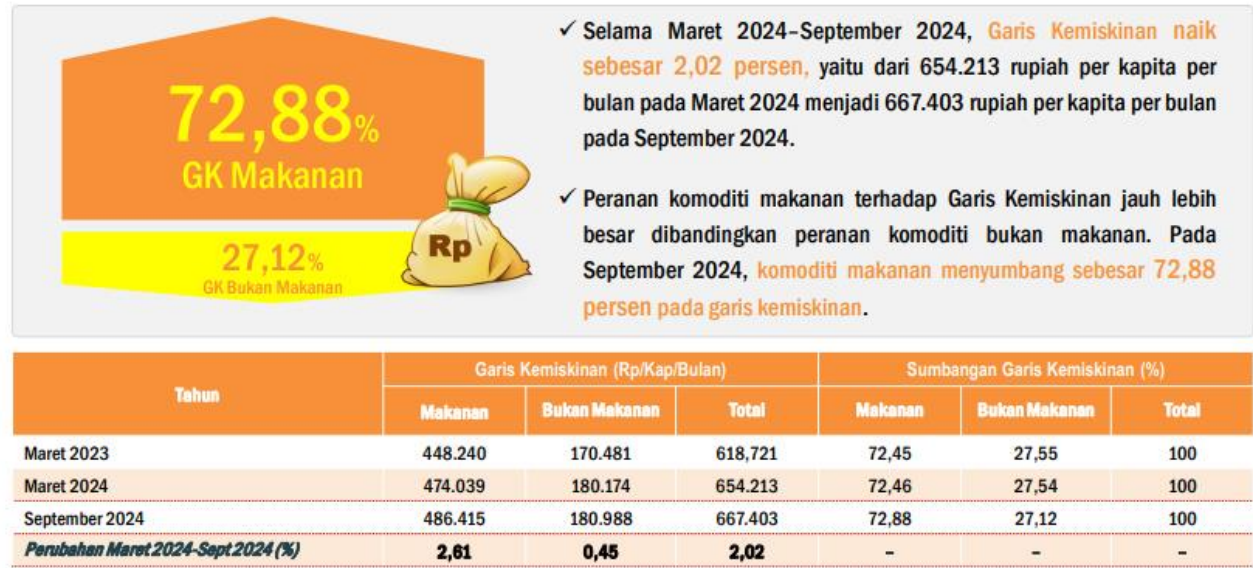 72,88%
GK Makanan
27,12%
GK Bukan Makanan
Rp
✓ Selama Maret 2024–September 2024, Garis Kemiskinan naik
sebesar 2,02 persen, yaitu dari 654.213 rupiah per kapita per
bulan pada Maret 2024 menjadi 667.403 rupiah per kapita per bulan
pada September 2024.
✓ Peranan komoditi makanan terhadap Garis Kemiskinan jauh lebih
besar dibandingkan peranan komoditi bukan makanan. Pada
September 2024, komoditi makanan menyumbang sebesar 72,88
persen pada garis kemiskinan.
Tahun Garis Kemiskinan (Rp/Kap/Bulan) Sumbangan Garis Kemiskinan (%)
Makanan Bukan Makanan Total Makanan Bukan Makanan Total
Maret 2023 448.240 170.481 618,721 72,45 27,55 100
Maret 2024 474.039 180.174 654.213 72,46 27,54 100
September 2024 486.415 180.988 667.403 72,88 27,12 100
Perubahan Maret 2024-Sept 2024 (%) 2,61 0,45 2,02 – – –